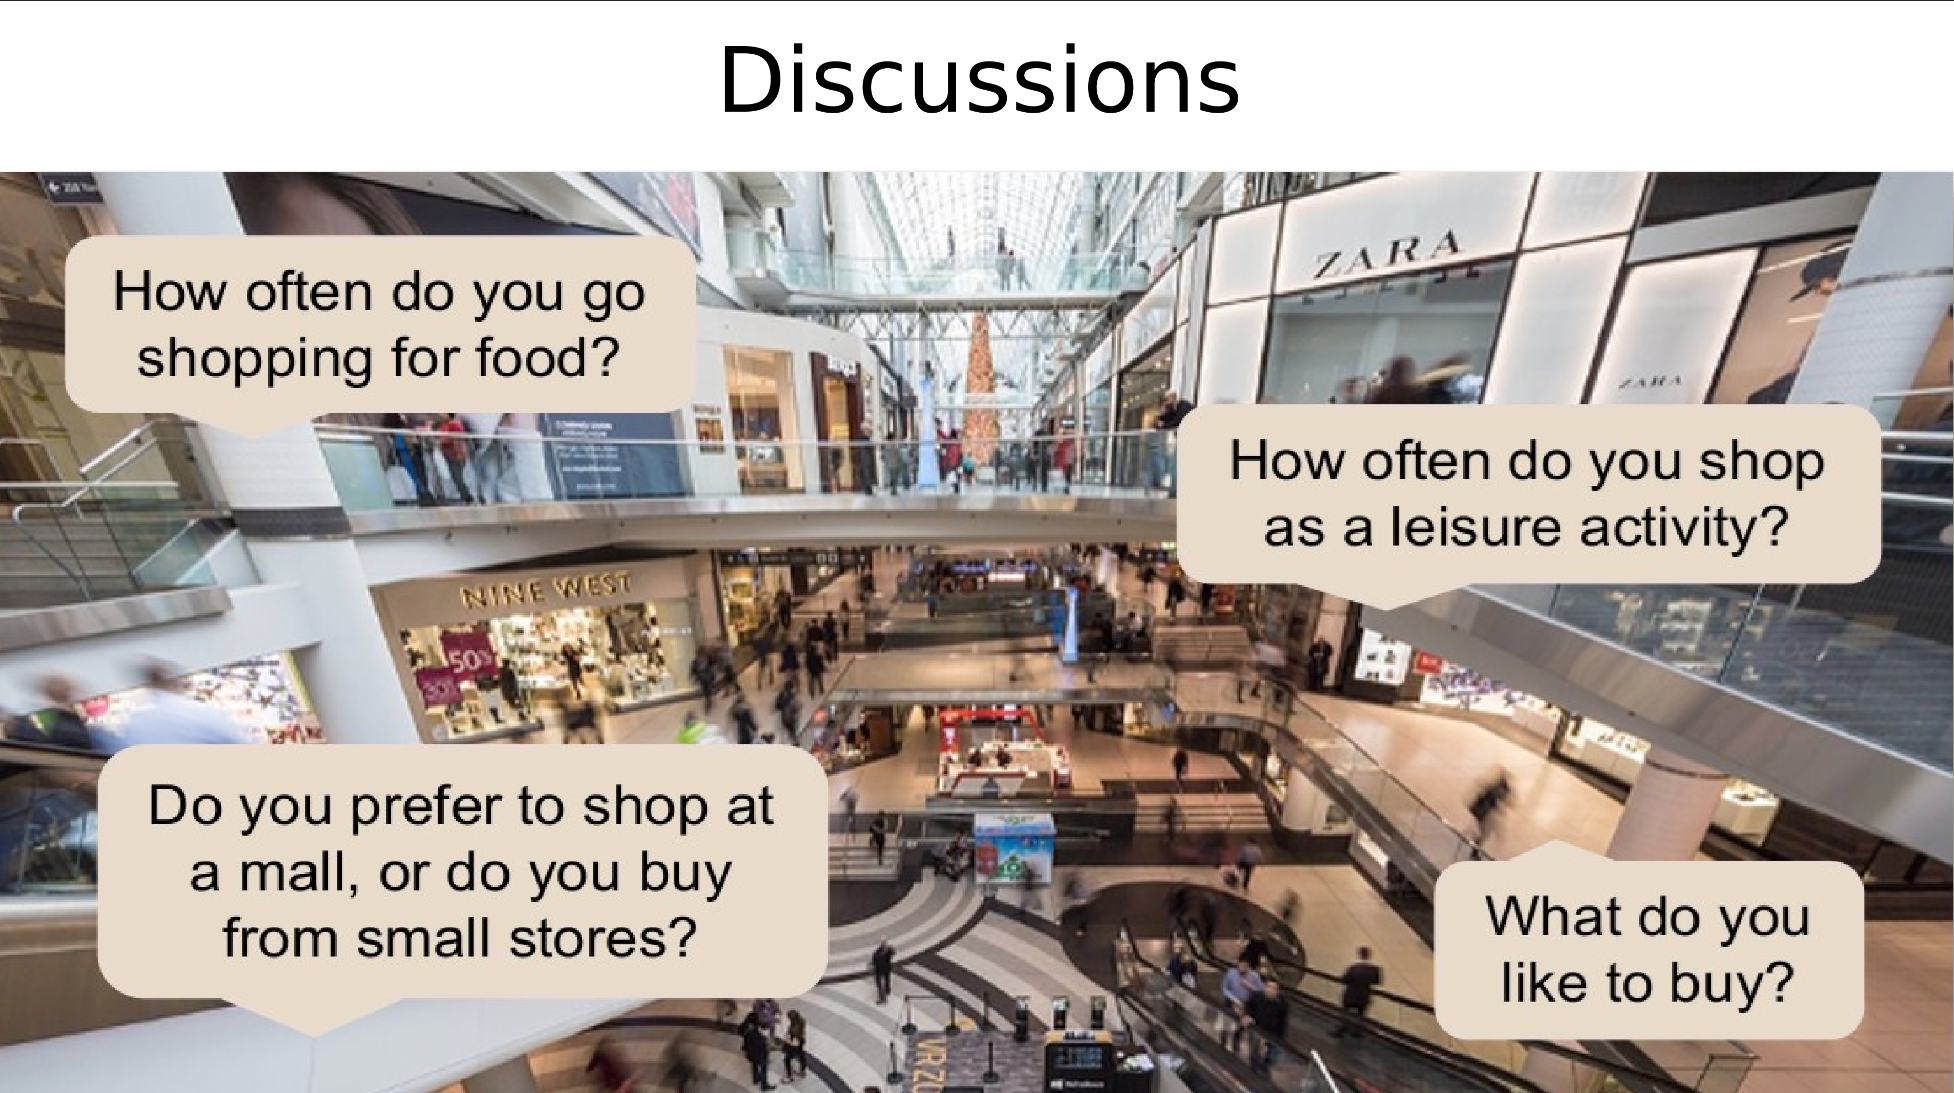 Discussions
How often do you go
shopping for food?
ZARA
ZARA
How often do you shop
as a leisure activity?
NINE WEST
50%
Do you prefer to shop at
a mall, or do you buy
from small stores?
What do you
like to buy?